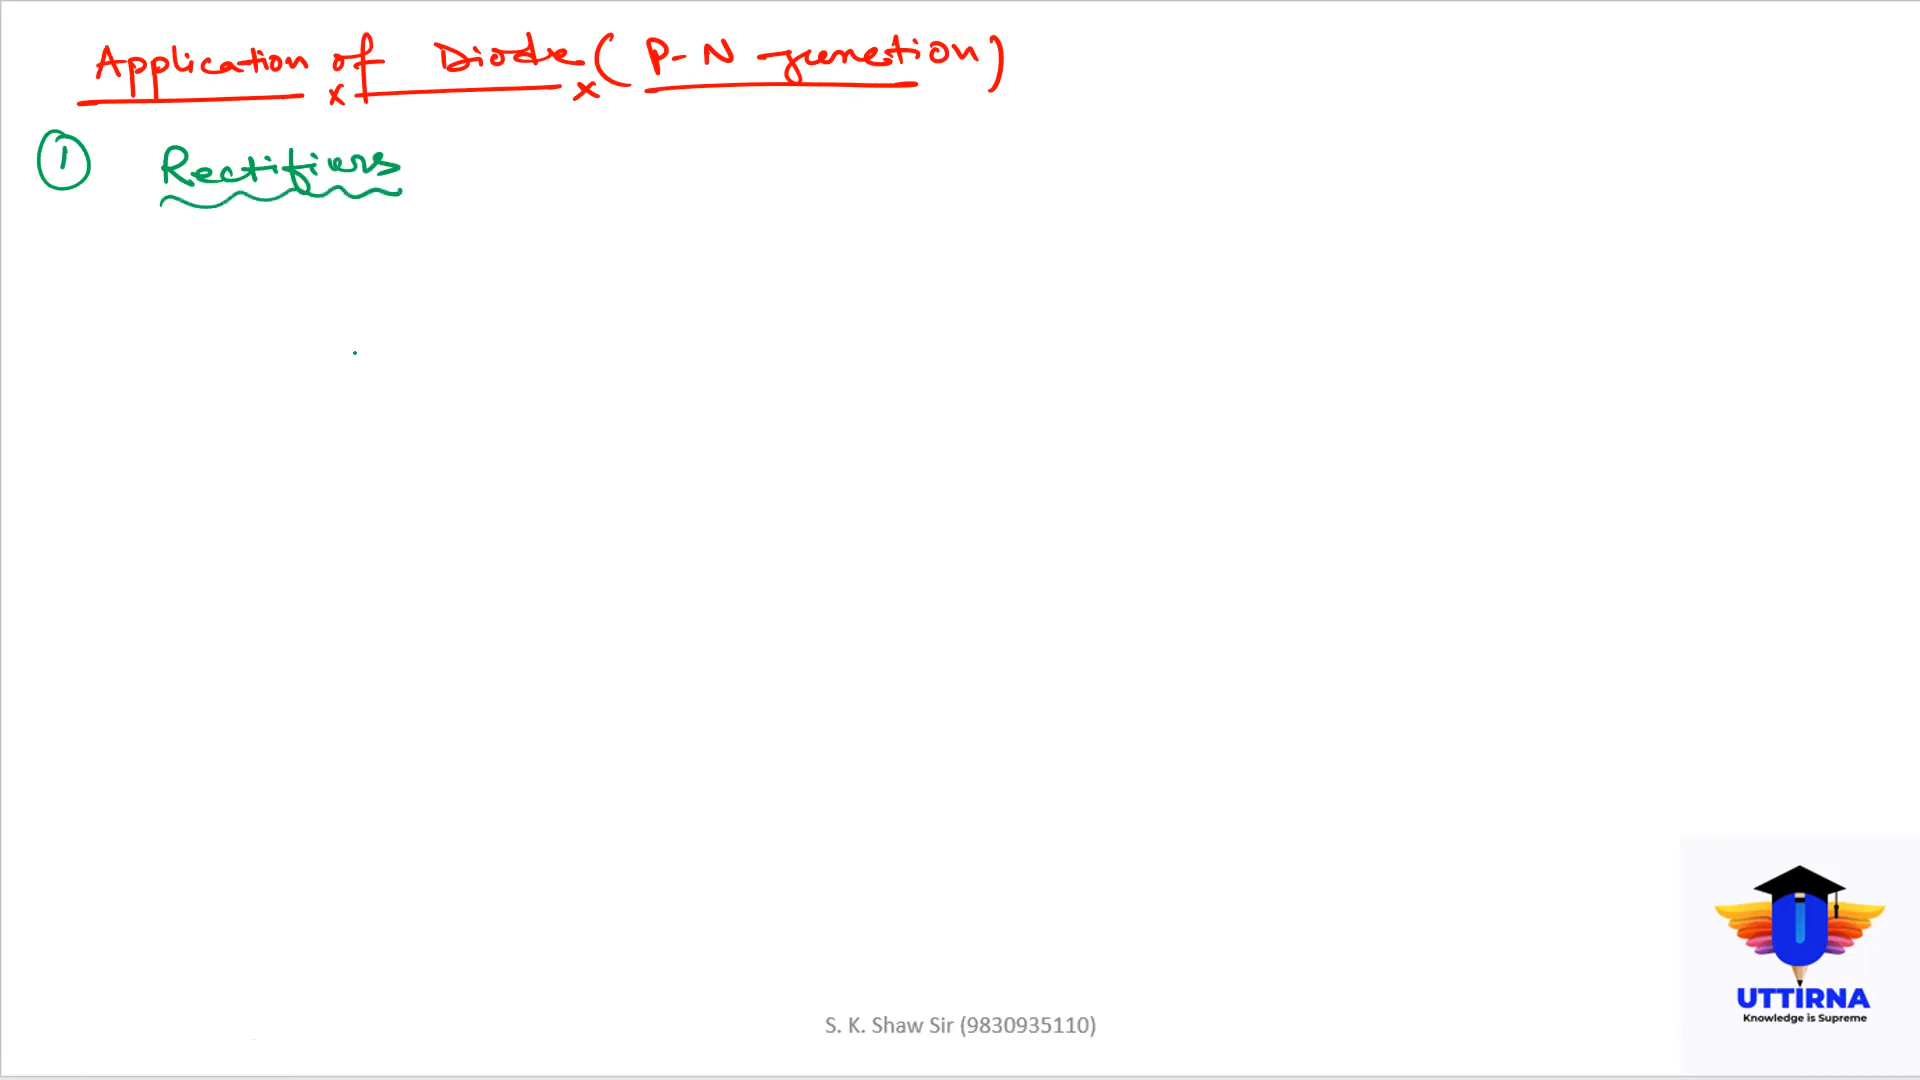 Application of Diode (P-N junction)
① Rectifiers
S. K. Shaw Sir (9830935110)
UTTIRNA
Knowledge is Supreme